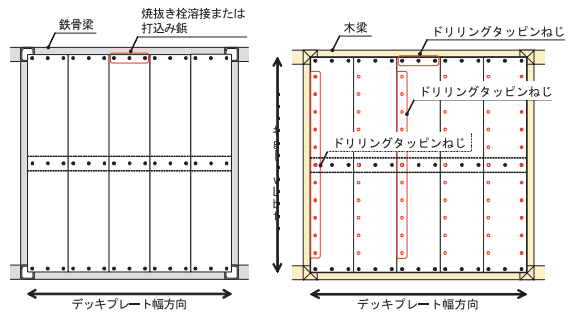 鉄骨梁
焼抜き栓溶接または
打込み鋲
デッキプレート幅方向
木梁
ドリリングタッピンねじ
ドリリングタッピンねじ
ドリリングタッピンねじ
デッキプレート幅方向